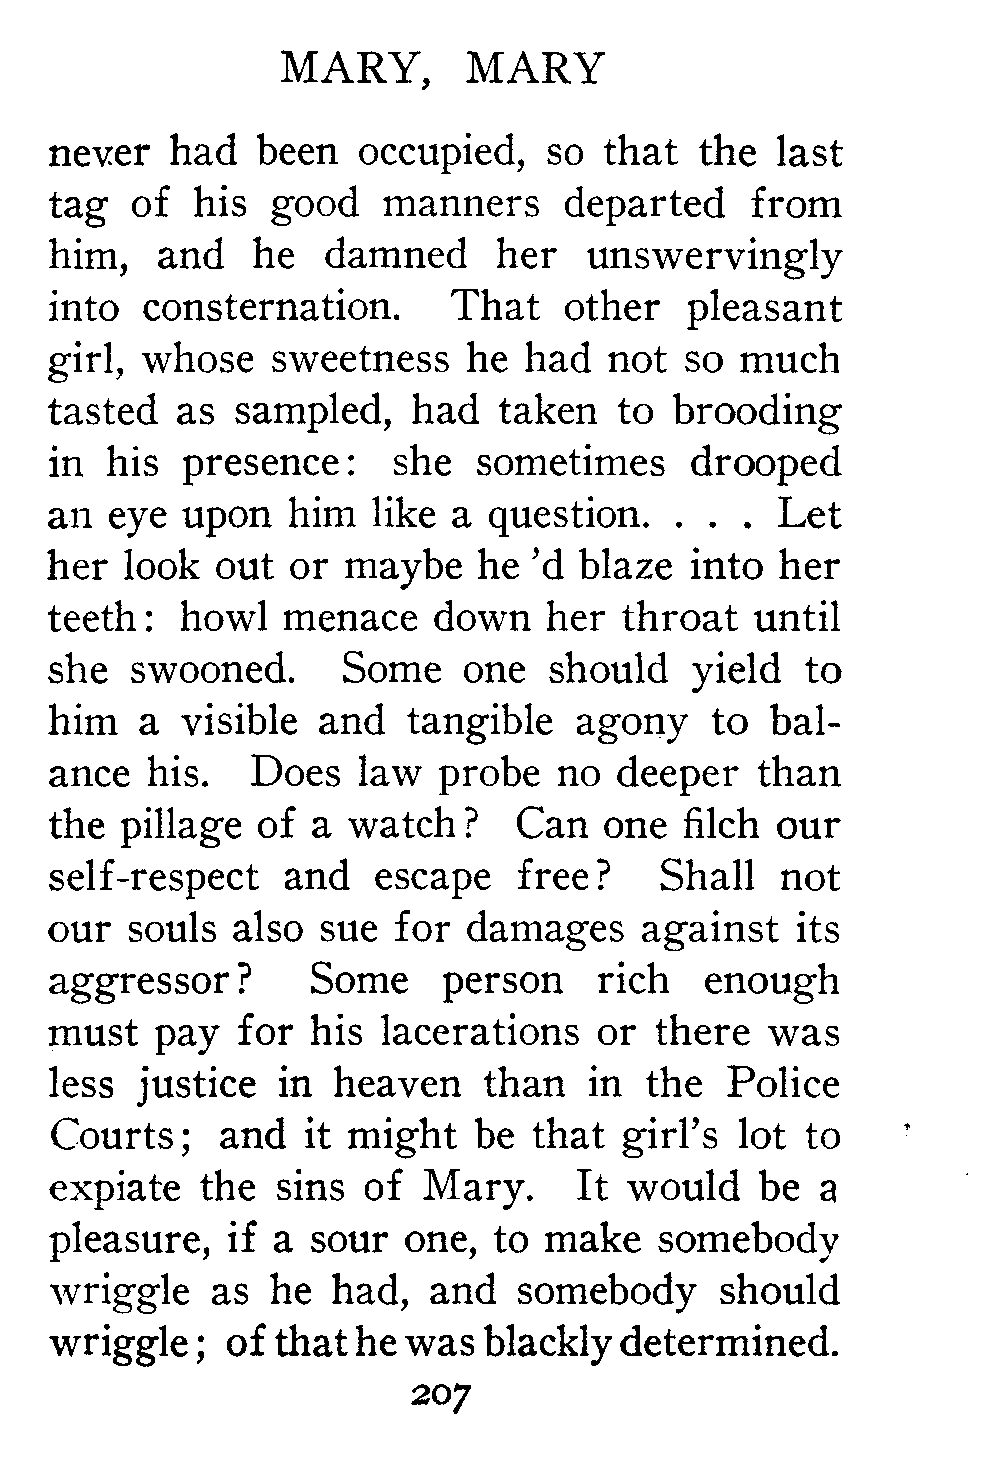 MARY, MARY
never had been occupied, so that the last
tag of his good manners departed from
him, and he damned her unswervingly
into consternation. That other pleasant
girl, whose sweetness he had not so much
tasted as sampled, had taken to brooding
in his presence: she sometimes drooped
an eye upon him like a question. . . . Let
her look out or maybe he 'd blaze into her
teeth: howl menace down her throat until
she swooned. Some one should yield to
him a visible and tangible agony to bal-
ance his. Does law probe no deeper than
the pillage of a watch? Can one filch our
self-respect and escape free? Shall not
our souls also sue for damages against its
aggressor? Some person rich enough
must pay for his lacerations or there was
less justice in heaven than in the Police
Courts; and it might be that girl's lot to
expiate the sins of Mary. It would be a
pleasure, if a sour one, to make somebody
wriggle as he had, and somebody should
wriggle; of that he was blackly determined.
207